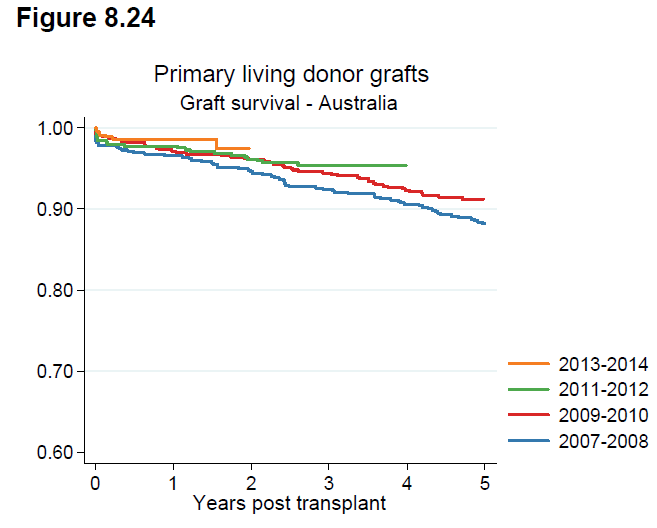 Figure 8.24
Primary living donor grafts
Graft survival - Australia
1.00
0.90
0.80
0.70
0.60
0 1 2 3 4 5
Years post transplant
2013-2014
2011-2012
2009-2010
2007-2008